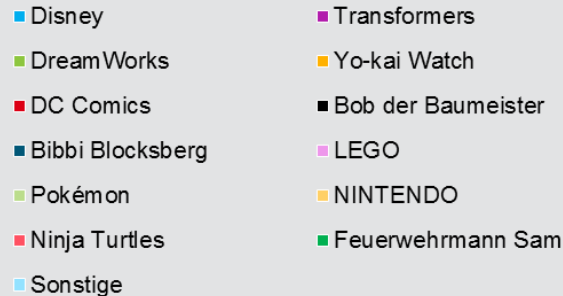 Disney
DreamWorks
DC Comics
Bibbi Blocksberg
Pokémon
Ninja Turtles
Sonstige
Transformers
Yo-kai Watch
Bob der Baumeister
LEGO
NINTENDO
Feuerwehrmann Sam